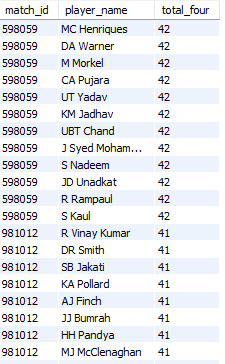 match_id player_name total_four
598059 MC Henriques 42
598059 DA Warner 42
598059 M Morkel 42
598059 CA Pujara 42
598059 UT Yadav 42
598059 KM Jadhav 42
598059 UBT Chand 42
598059 J Syed Moham... 42
598059 S Nadeem 42
598059 JD Unadkat 42
598059 R Rampaul 42
598059 S Kaul 42
981012 R Vinay Kumar 41
981012 DR Smith 41
981012 SB Jakati 41
981012 KA Pollard 41
981012 AJ Finch 41
981012 JJ Bumrah 41
981012 HH Pandya 41
981012 MJ McClenaghan 41